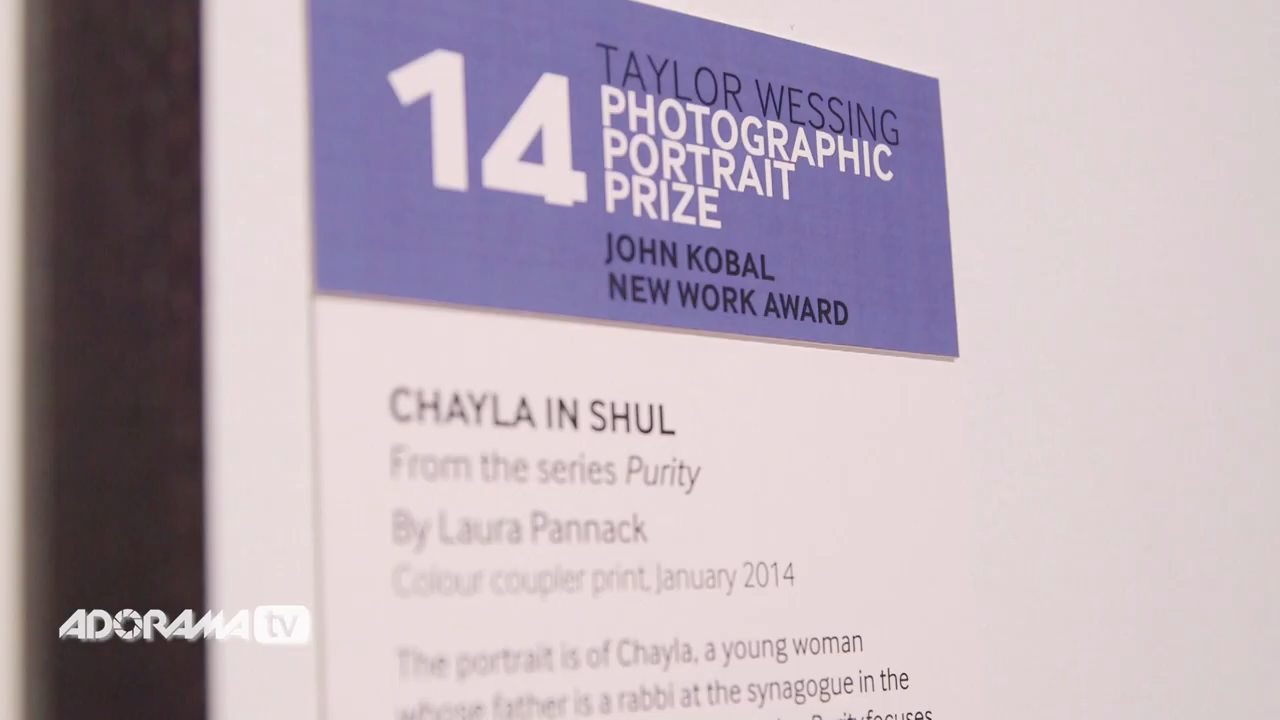 14
TAYLOR WESSING
PHOTOGRAPHIC
PORTRAIT
PRIZE
JOHN KOBAL
NEW WORK AWARD
CHAYLA IN SHUL
From the series Purity
By Laura Pannack
Colour coupler print, January 2014
The portrait is of Chayla, a young woman
whose father is a rabbi at the synagogue in the
Purity focuses
ADORAMA tv